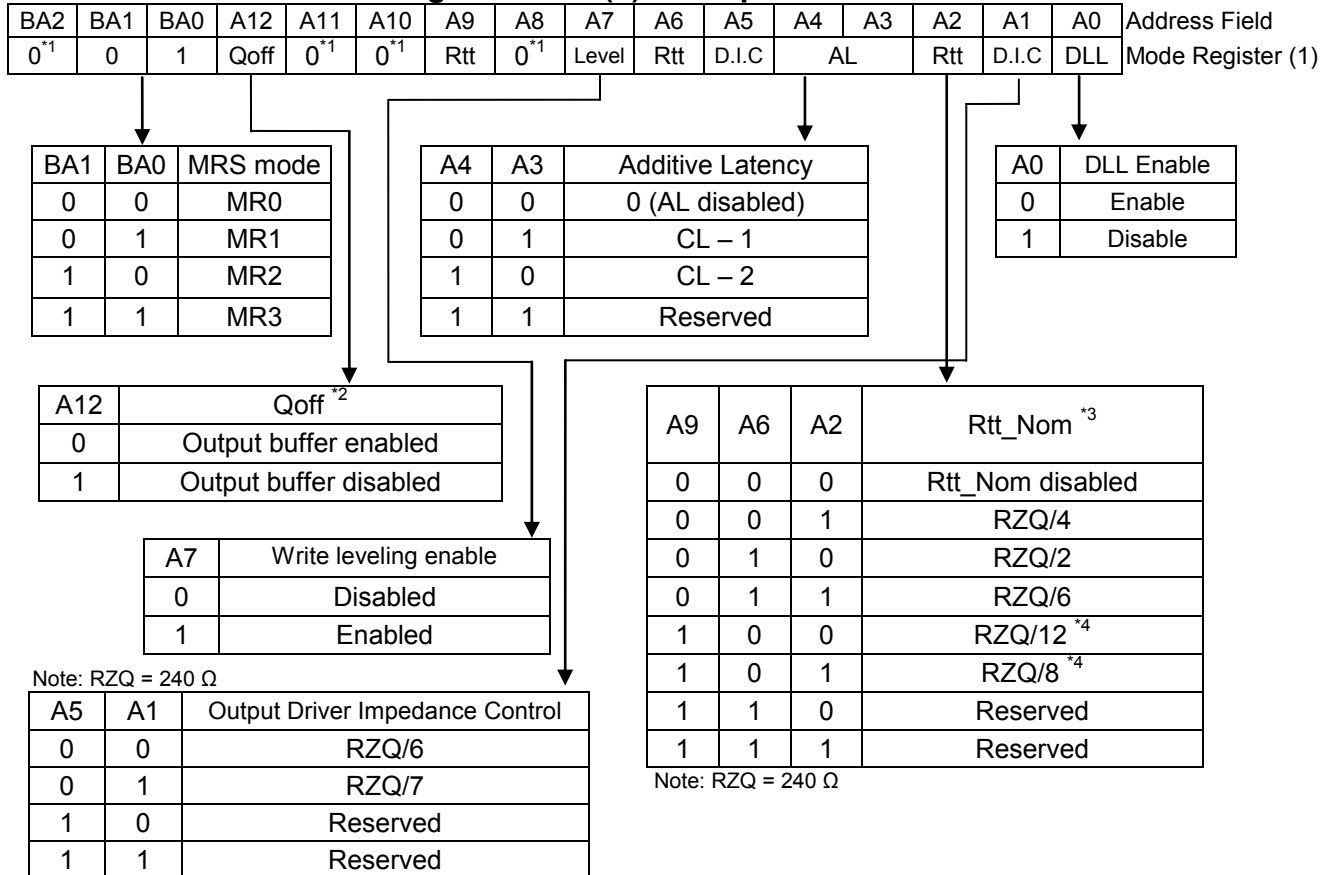 BA2 BA1 BA0 A12 A11 A10 A9 A8 A7 A6 A5 A4 A3 A2 A1 A0 Address Field
0*1 0 1 Qoff 0*1 0*1 Rtt 0*1 Level Rtt D.I.C AL Rtt D.I.C DLL Mode Register (1)
BA1 BA0 MRS mode
0 0 MR0
0 1 MR1
1 0 MR2
1 1 MR3
A4 A3 Additive Latency
0 0 0 (AL disabled)
0 1 CL – 1
1 0 CL – 2
1 1 Reserved
A0 DLL Enable
0 Enable
1 Disable
A12 Qoff *2
0 Output buffer enabled
1 Output buffer disabled
A9 A6 A2 Rtt_Nom *3
0 0 0 Rtt_Nom disabled
0 0 1 RZQ/4
0 1 0 RZQ/2
0 1 1 RZQ/6
1 0 0 RZQ/12 *4
1 0 1 RZQ/8 *4
1 1 0 Reserved
1 1 1 Reserved
Note: RZQ = 240 Ω
A7 Write leveling enable
0 Disabled
1 Enabled
Note: RZQ = 240 Ω
A5 A1 Output Driver Impedance Control
0 0 RZQ/6
0 1 RZQ/7
1 0 Reserved
1 1 Reserved